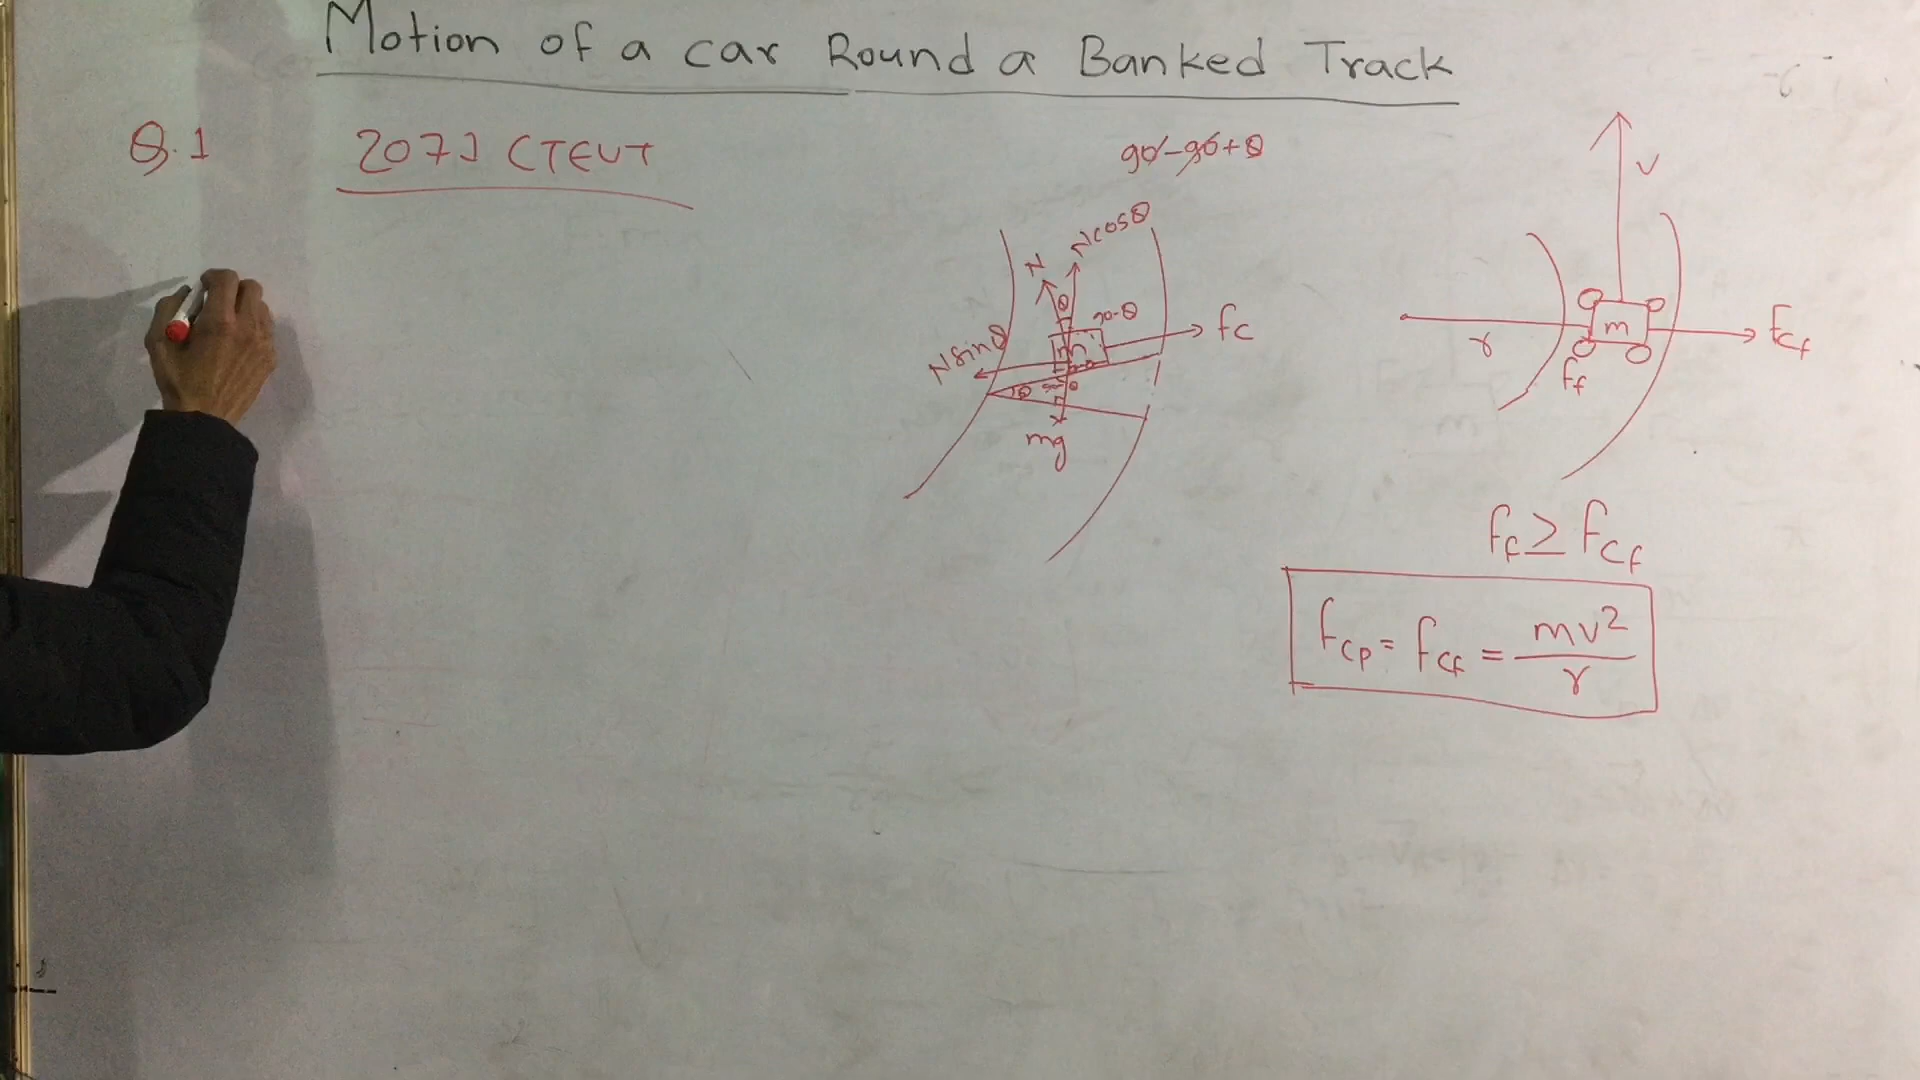 Motion of a car Round a Banked Track
Q.1 2071 CTEVT
90-90+θ
N
Ncosθ
θ
90-θ
m
Nsinθ
fc
θ
θ
mg
v
m
r
Fcf
Ff
Ff ≥ Fcf
Fcp = Fcf = mv²/r